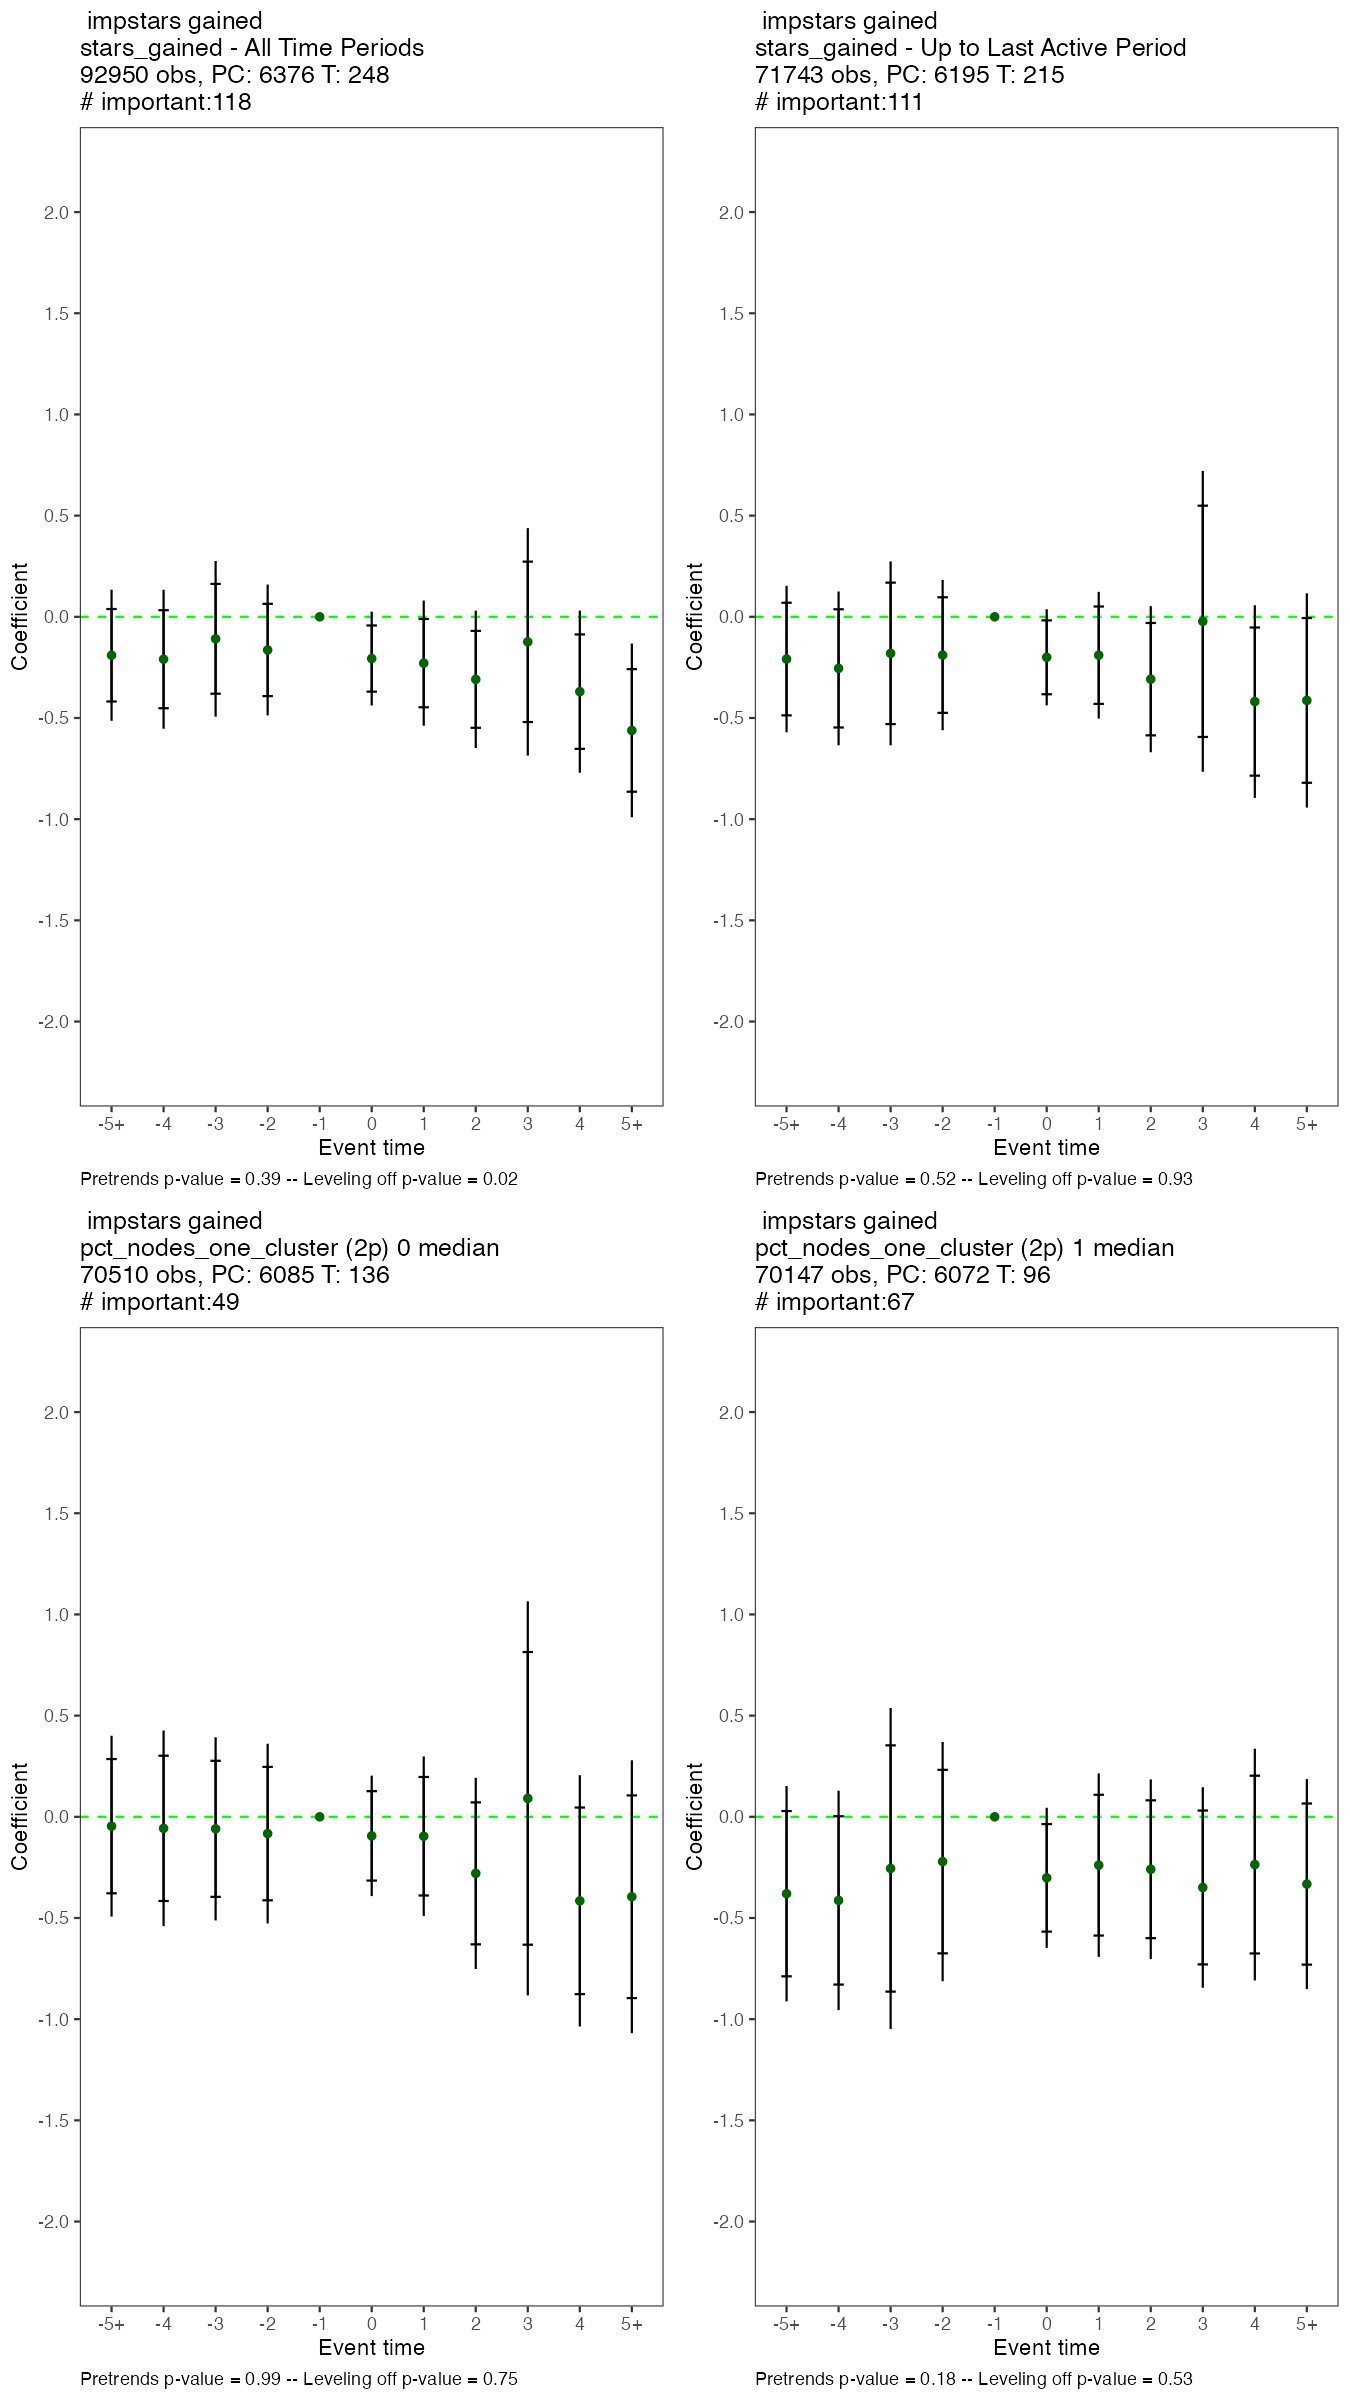 impstars gained
stars_gained - All Time Periods
92950 obs, PC: 6376 T: 248
# important:118
2.0
1.5
1.0
0.5
0.0
-0.5
-1.0
-1.5
-2.0
Coefficient
-5+ -4 -3 -2 -1 0 1 2 3 4 5+
Event time
Pretrends p-value = 0.39 -- Leveling off p-value = 0.02
impstars gained
stars_gained - Up to Last Active Period
71743 obs, PC: 6195 T: 215
# important:111
2.0
1.5
1.0
0.5
0.0
-0.5
-1.0
-1.5
-2.0
Coefficient
-5+ -4 -3 -2 -1 0 1 2 3 4 5+
Event time
Pretrends p-value = 0.52 -- Leveling off p-value = 0.93
impstars gained
pct_nodes_one_cluster (2p) 0 median
70510 obs, PC: 6085 T: 136
# important:49
2.0
1.5
1.0
0.5
0.0
-0.5
-1.0
-1.5
-2.0
Coefficient
-5+ -4 -3 -2 -1 0 1 2 3 4 5+
Event time
Pretrends p-value = 0.99 -- Leveling off p-value = 0.75
impstars gained
pct_nodes_one_cluster (2p) 1 median
70147 obs, PC: 6072 T: 96
# important:67
2.0
1.5
1.0
0.5
0.0
-0.5
-1.0
-1.5
-2.0
Coefficient
-5+ -4 -3 -2 -1 0 1 2 3 4 5+
Event time
Pretrends p-value = 0.18 -- Leveling off p-value = 0.53